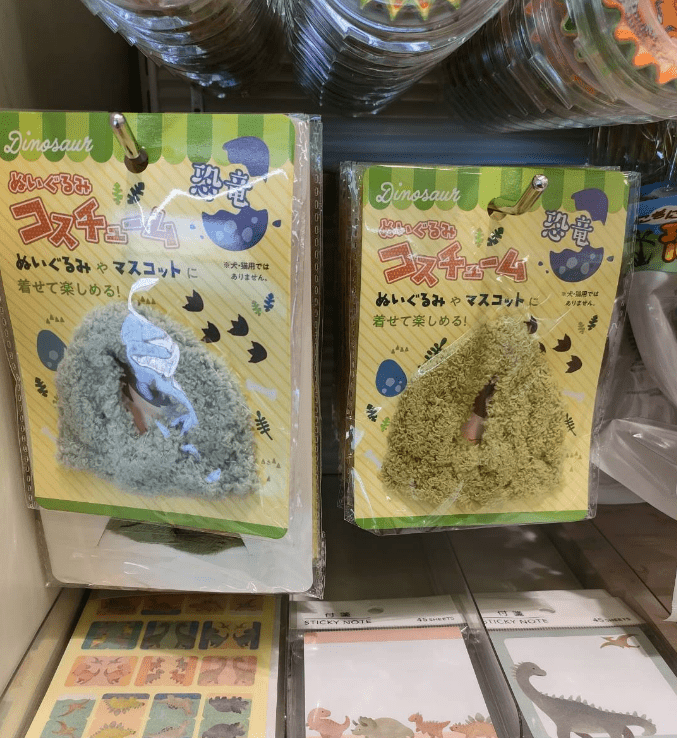 Dinosaur
ぬいぐるみ
コスチューム
恐竜
ぬいぐるみ や マスコット に
着せて楽しめる!
※犬・猫用では
ありません。
Dinosaur
ぬいぐるみ
コスチューム
恐竜
ぬいぐるみ や マスコット に
着せて楽しめる!
※犬・猫用では
ありません。
付箋
STICKY NOTE
45 SHEETS
付箋
STICKY NOTE
45 SHEETS